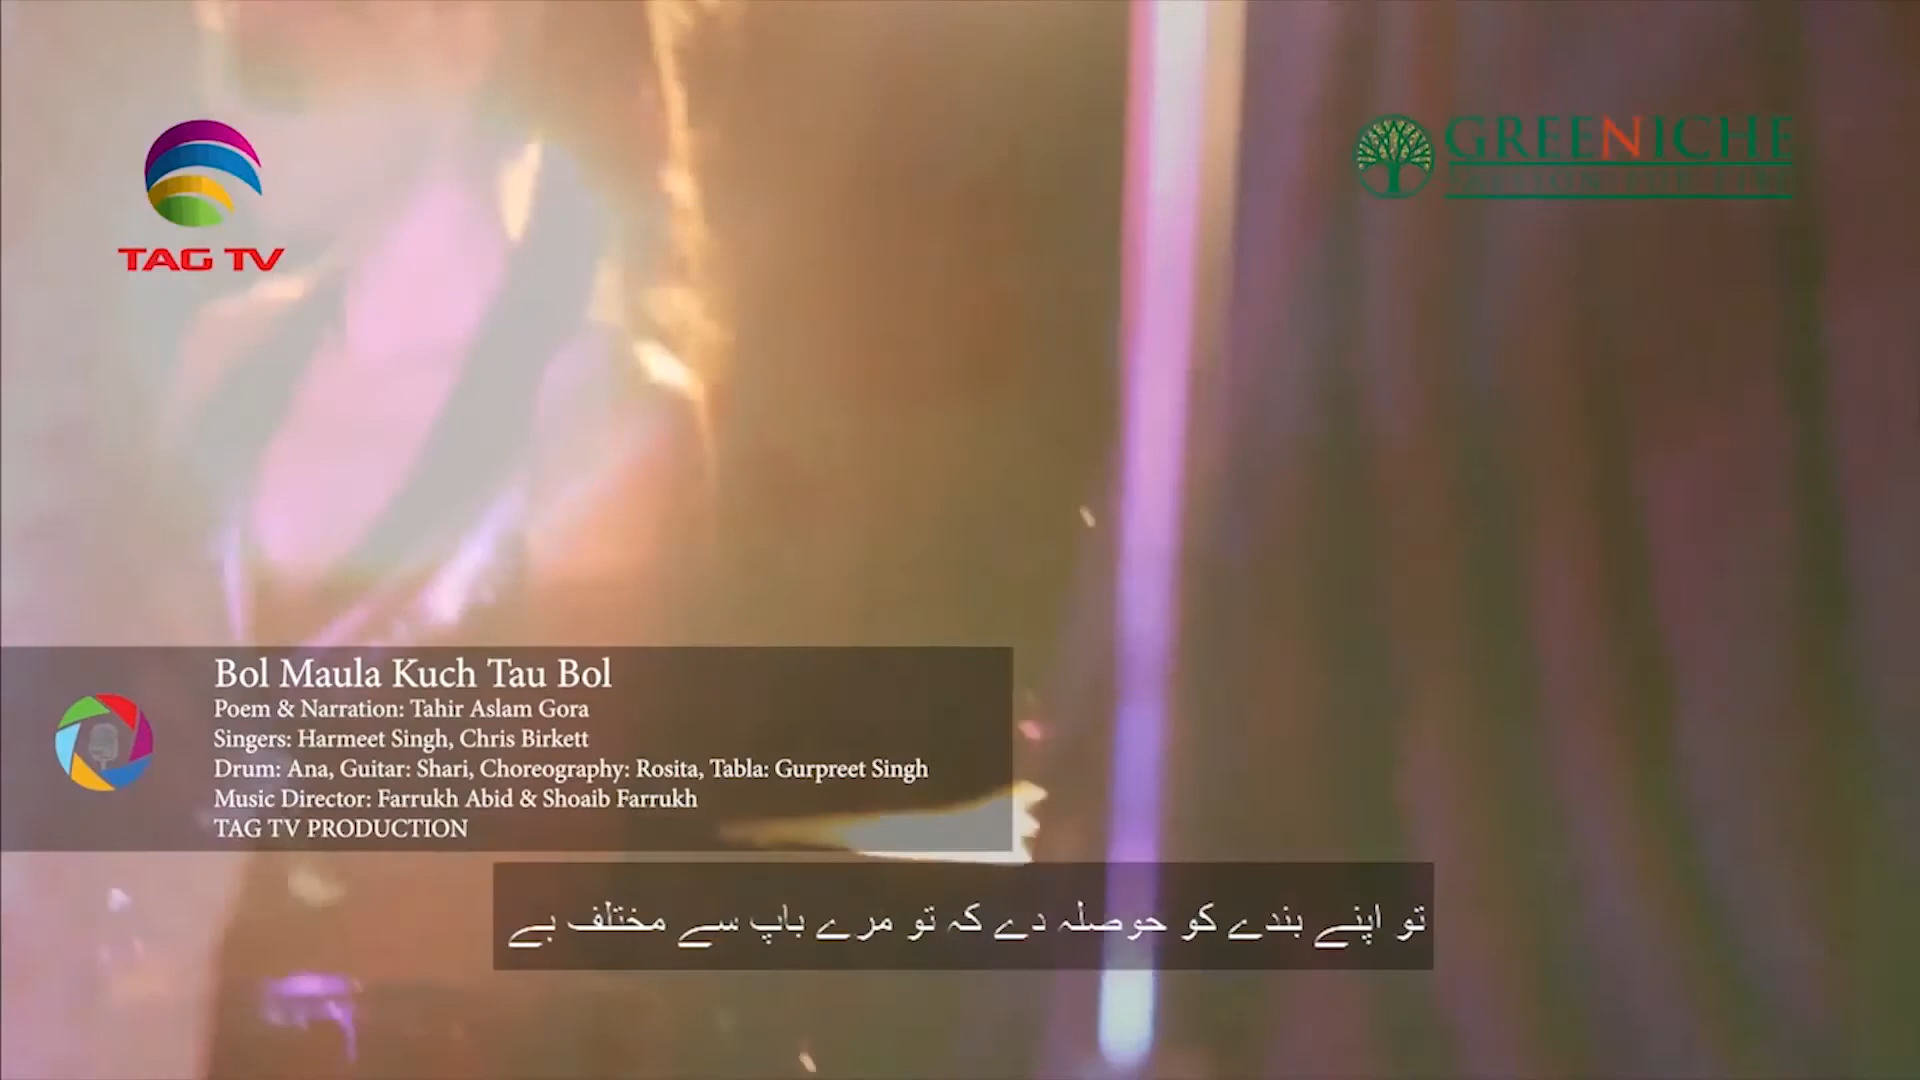 TAG TV
GREENICHE
Bol Maula Kuch Tau Bol
Poem & Narration: Tahir Aslam Gora
Singers: Harmeet Singh, Chris Birkett
Drum: Ana, Guitar: Shari, Choreography: Rosita, Tabla: Gurpreet Singh
Music Director: Farrukh Abid & Shoaib Farrukh
TAG TV PRODUCTION
تو اپنے بندے کو حوصلہ دے کہ تو مرے باپ سے مختلف ہے